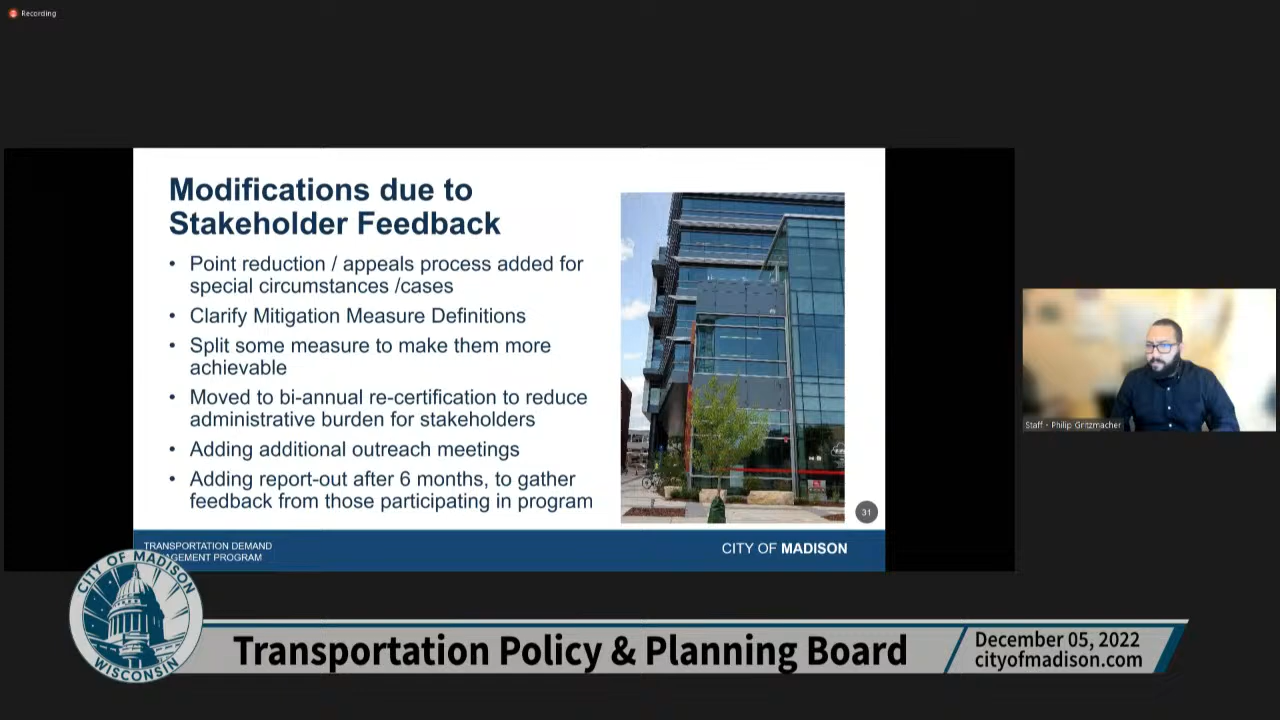 Recording
Modifications due to
Stakeholder Feedback
• Point reduction / appeals process added for
special circumstances /cases
• Clarify Mitigation Measure Definitions
• Split some measure to make them more
achievable
• Moved to bi-annual re-certification to reduce
administrative burden for stakeholders
• Adding additional outreach meetings
• Adding report-out after 6 months, to gather
feedback from those participating in program
31
TRANSPORTATION DEMAND
AGEMENT PROGRAM
CITY OF MADISON
Staff - Philip Gritzmacher
CITY OF MADISON
WISCONSIN
Transportation Policy & Planning Board
December 05, 2022
cityofmadison.com